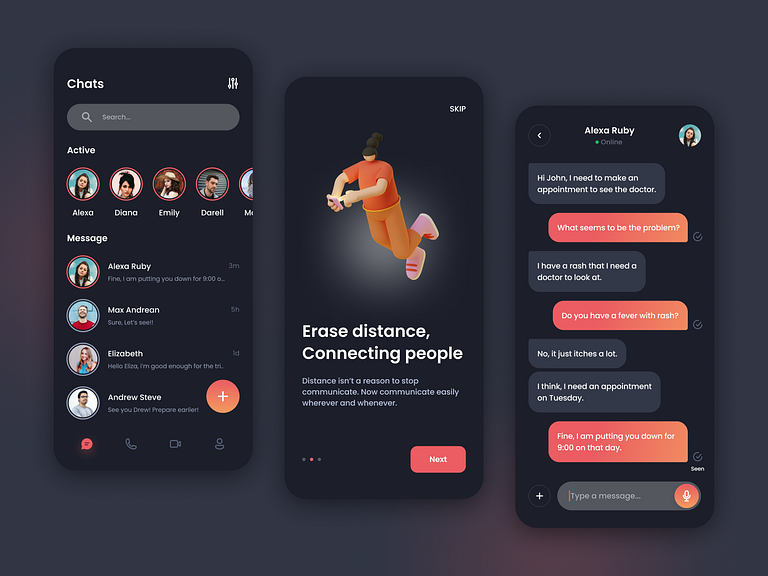 Chats
Search...
Active
Alexa
Diana
Emily
Darell
Message
Alexa Ruby
3m
Fine, I am putting you down for 9:00 o...
Max Andrean
5h
Sure, Let's see!!
Elizabeth
1d
Hello Eliza, I'm good enough for the tri..
Andrew Steve
See you Drew! Prepare earlier!
+
SKIP
Erase distance,
Connecting people
Distance isn't a reason to stop
communicate. Now communicate easily
wherever and whenever.
Next
Alexa Ruby
Online
Hi John, I need to make an
appointment to see the doctor.
What seems to be the problem?
I have a rash that I need a
doctor to look at.
Do you have a fever with rash?
No, it just itches a lot.
I think, I need an appointment
on Tuesday.
Fine, I am putting you down for
9:00 on that day.
Seen
+
Type a message...